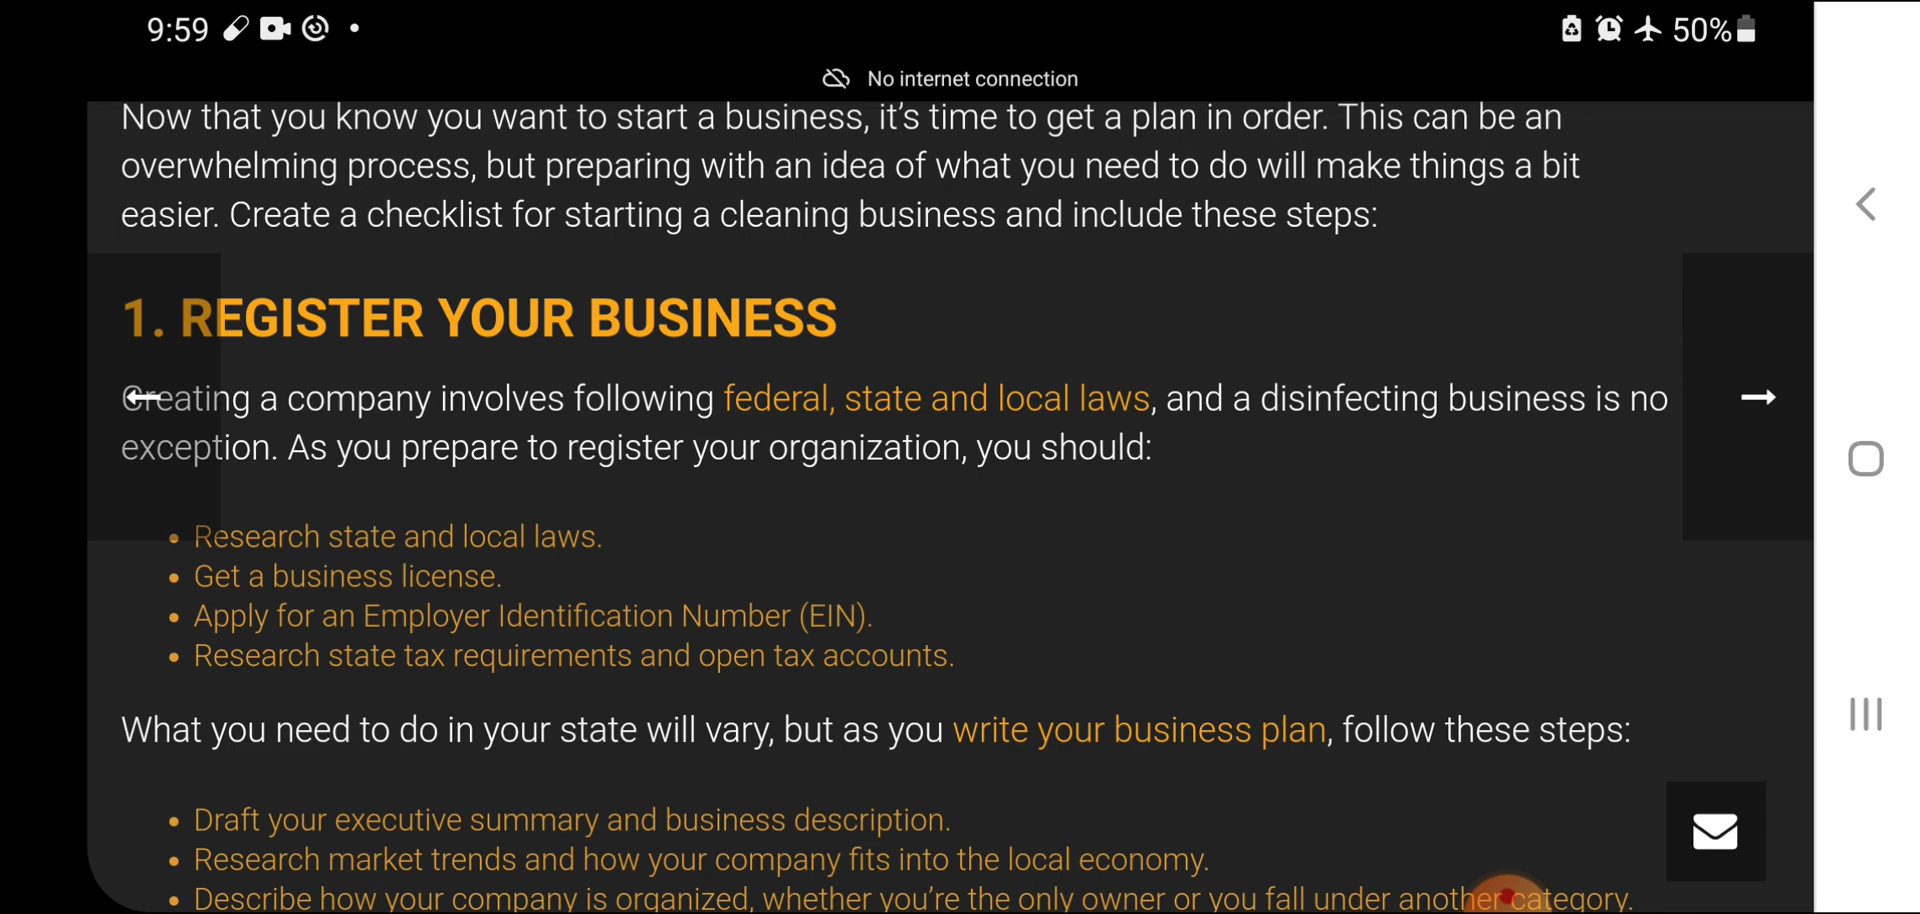 9:59
50%
No internet connection
Now that you know you want to start a business, it's time to get a plan in order. This can be an
overwhelming process, but preparing with an idea of what you need to do will make things a bit
easier. Create a checklist for starting a cleaning business and include these steps:
1. REGISTER YOUR BUSINESS
Creating a company involves following federal, state and local laws, and a disinfecting business is no
exception. As you prepare to register your organization, you should:
• Research state and local laws.
• Get a business license.
• Apply for an Employer Identification Number (EIN).
• Research state tax requirements and open tax accounts.
What you need to do in your state will vary, but as you write your business plan, follow these steps:
• Draft your executive summary and business description.
• Research market trends and how your company fits into the local economy.
• Describe how your company is organized, whether you're the only owner or you fall under another category.